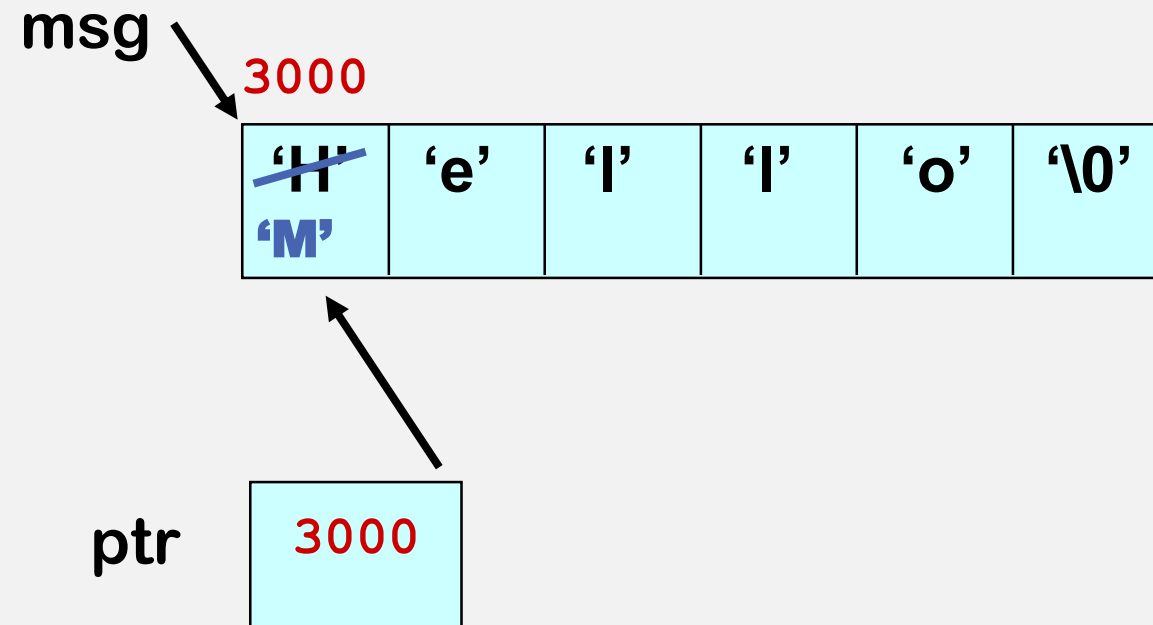 msg
3000
‘H’ ‘e’ ‘l’ ‘l’ ‘o’ ‘\0’
‘M’
ptr 3000